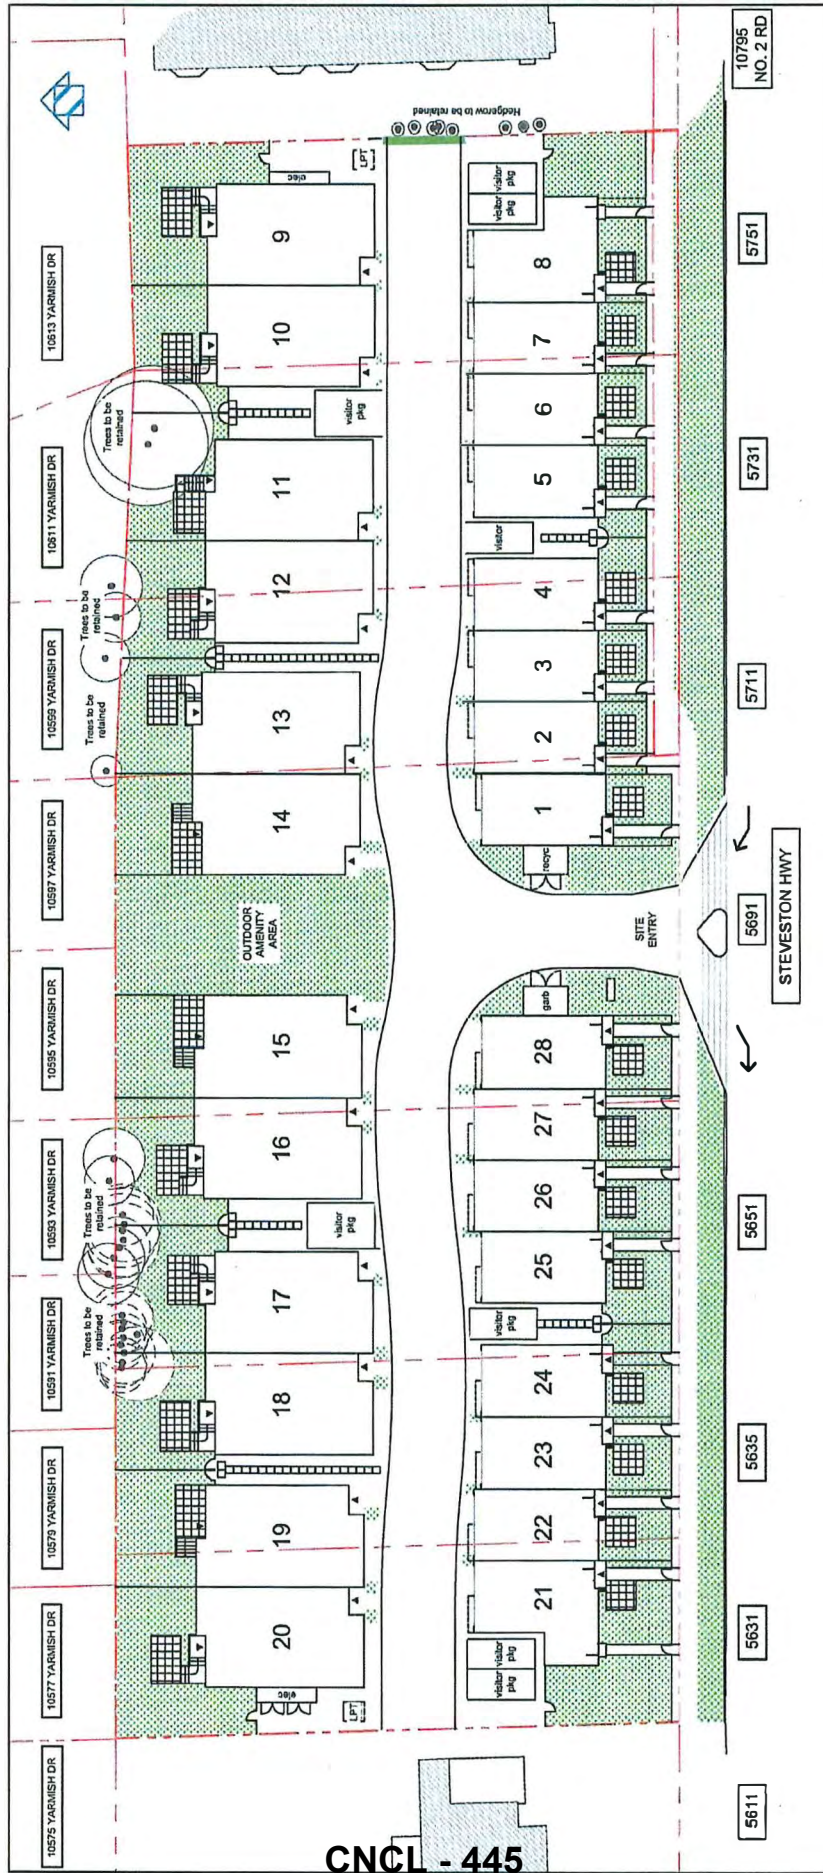 10575 YARMISH DR
10577 YARMISH DR
10579 YARMISH DR
10591 YARMISH DR
10593 YARMISH DR
10595 YARMISH DR
10597 YARMISH DR
10599 YARMISH DR
10611 YARMISH DR
10613 YARMISH DR
Trees to be
retained
Trees to be
retained
Trees to be
retained
Trees to be
retained
Trees to be
retained
20
19
18
17
16
15
14
13
12
11
10
9
elec
LPT
visitor
pkg
OUTDOOR
AMENITY
AREA
visitor
pkg
elec
LPT
Hedgerow to be retained
visitor
pkg
visitor
pkg
21
22
23
24
visitor
pkg
25
26
27
28
garb
SITE
ENTRY
recyc
1
2
3
4
visitor
5
6
7
8
visitor
pkg
visitor
pkg
5611
5631
5635
5651
5691
5711
5731
5751
10795
NO. 2 RD
STEVESTON HWY
CNCL - 445